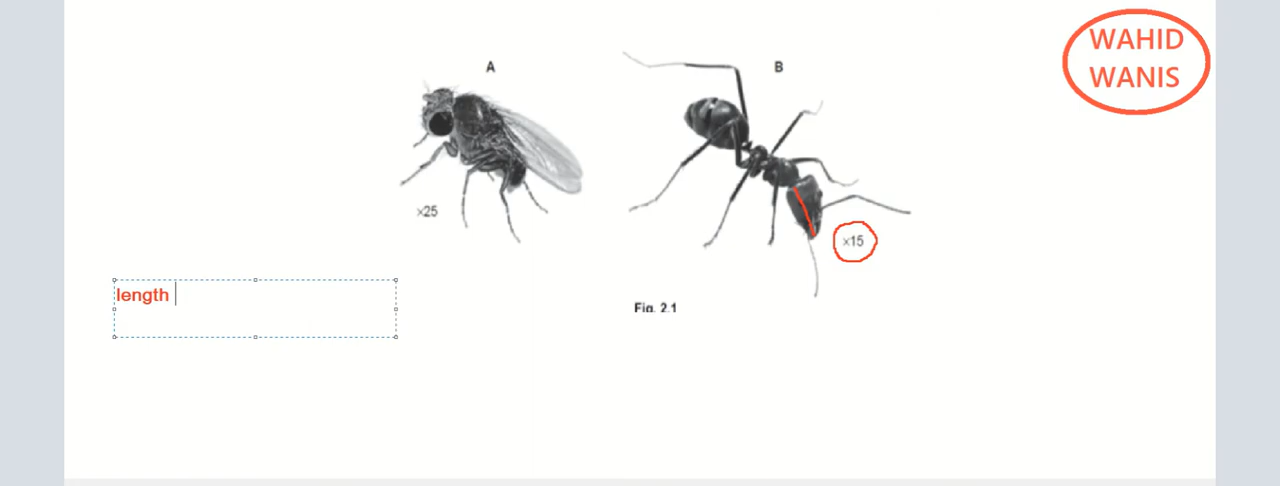 WAHID
WANIS
A
B
×25
×15
length
Fig. 2.1